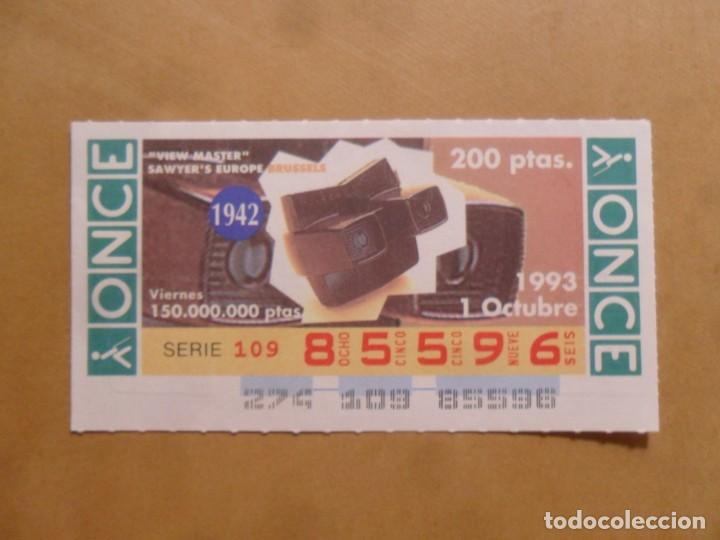 ONCE
"VIEW MASTER"
SAWYER'S EUROPE BRUSSELS
1942
200 ptas.
1993
1 Octubre
Viernes
150.000.000 ptas
SERIE 109 8 OCHO 5 CINCO 5 CINCO 9 NUEVE 6 SEIS
274 109 85596
ONCE
todocoleccion.net